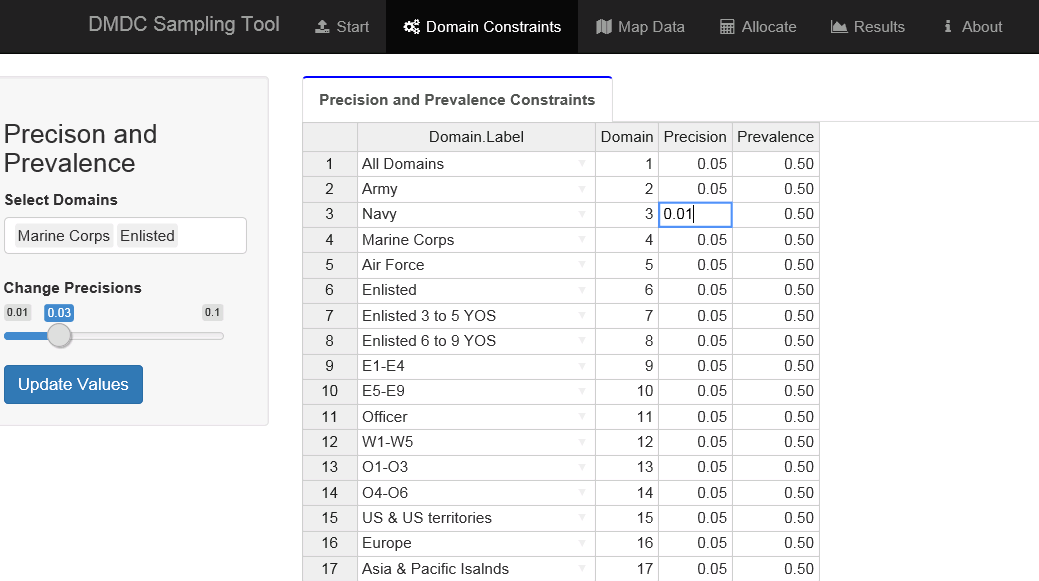 DMDC Sampling Tool Start Domain Constraints Map Data Allocate Results About
Precison and
Prevalence
Select Domains
Marine Corps Enlisted
Change Precisions
0.01 0.03 0.1
Update Values
Precision and Prevalence Constraints
Domain.Label Domain Precision Prevalence
1 All Domains 1 0.05 0.50
2 Army 2 0.05 0.50
3 Navy 3 0.01 0.50
4 Marine Corps 4 0.05 0.50
5 Air Force 5 0.05 0.50
6 Enlisted 6 0.05 0.50
7 Enlisted 3 to 5 YOS 7 0.05 0.50
8 Enlisted 6 to 9 YOS 8 0.05 0.50
9 E1-E4 9 0.05 0.50
10 E5-E9 10 0.05 0.50
11 Officer 11 0.05 0.50
12 W1-W5 12 0.05 0.50
13 O1-O3 13 0.05 0.50
14 O4-O6 14 0.05 0.50
15 US & US territories 15 0.05 0.50
16 Europe 16 0.05 0.50
17 Asia & Pacific Isalnds 17 0.05 0.50